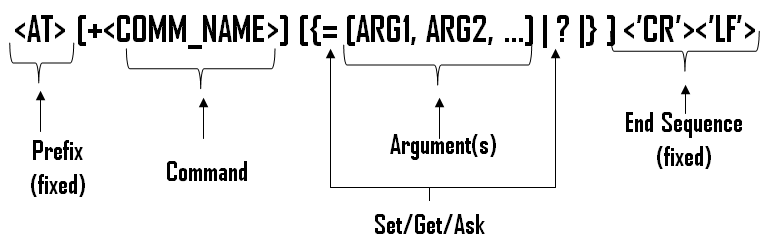 <AT> [+<COMM_NAME>] [{= [ARG1, ARG2, ...] | ? |} ] <'CR'><'LF'>
Prefix
(fixed)
Command
Argument(s)
End Sequence
(fixed)
Set/Get/Ask